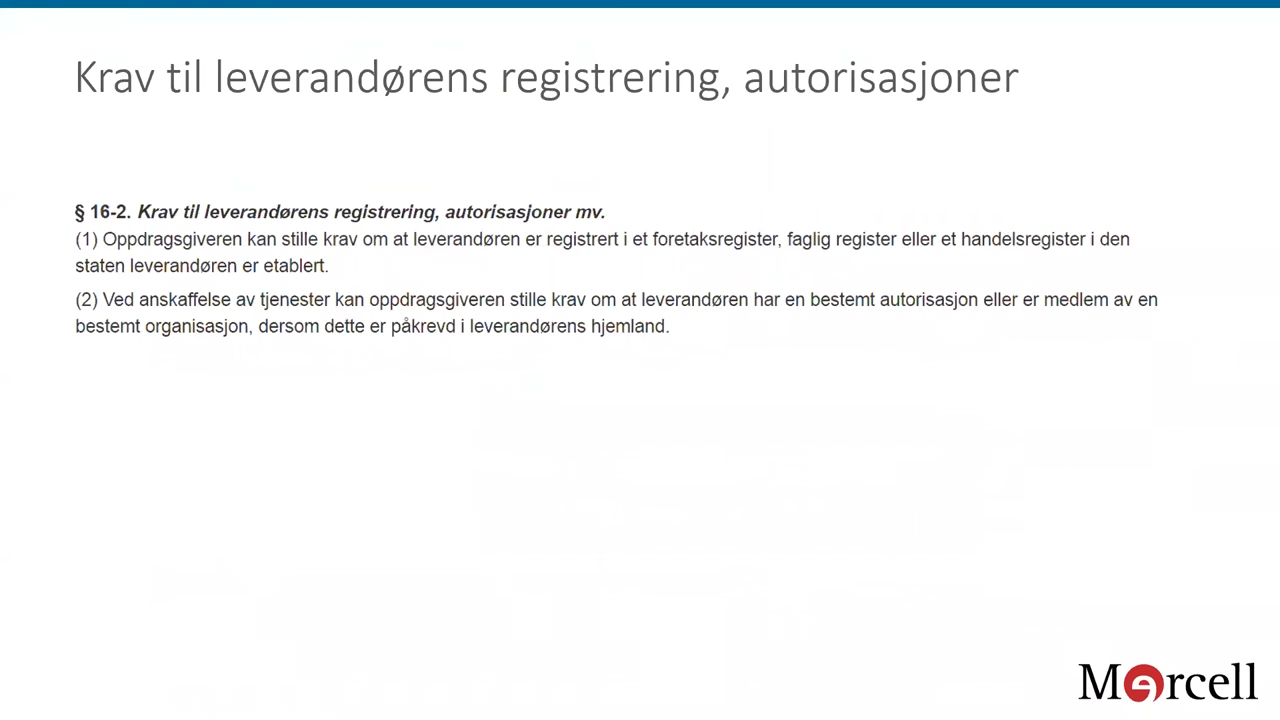 Krav til leverandørens registrering, autorisasjoner
§ 16-2. Krav til leverandørens registrering, autorisasjoner mv.
(1) Oppdragsgiveren kan stille krav om at leverandøren er registrert i et foretaksregister, faglig register eller et handelsregister i den
staten leverandøren er etablert.
(2) Ved anskaffelse av tjenester kan oppdragsgiveren stille krav om at leverandøren har en bestemt autorisasjon eller er medlem av en
bestemt organisasjon, dersom dette er påkrevd i leverandørens hjemland.
Mercell